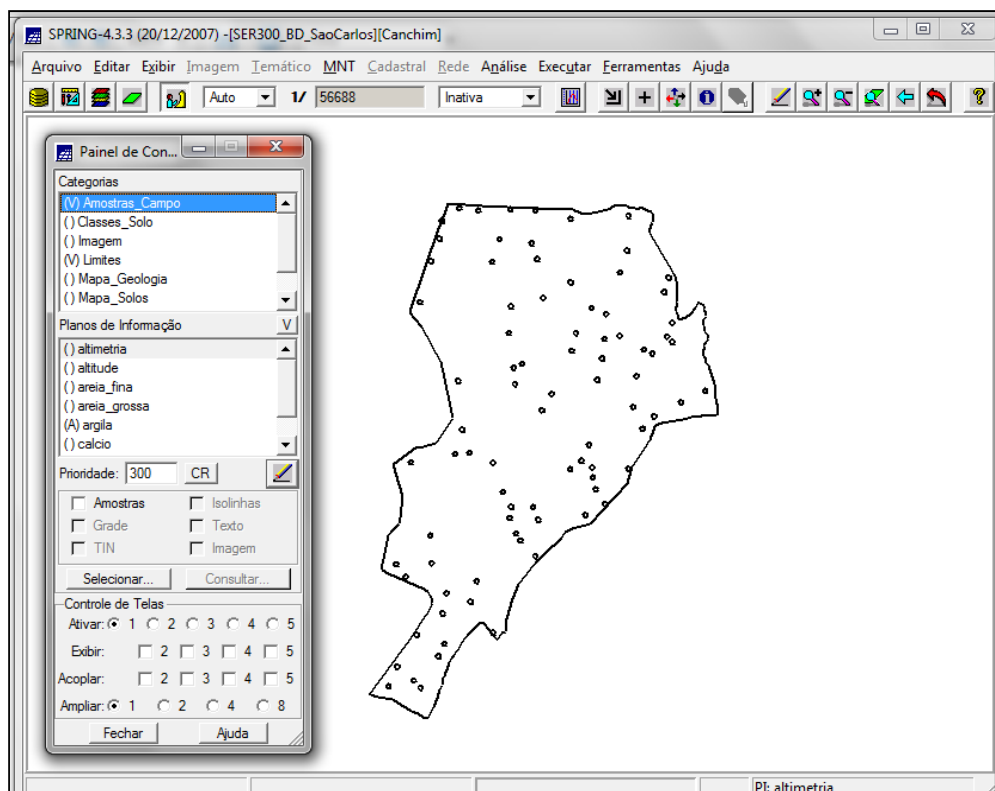 SPRING-4.3.3 (20/12/2007) -[SER300_BD_SaoCarlos][Canchim]
Arquivo Editar Exibir Imagem Temático MNT Cadastral Rede Análise Executar Ferramentas Ajuda
Auto 1/ 56688 Inativa
Painel de Con...
Categorias
(V) Amostras_Campo
( ) Classes_Solo
( ) Imagem
(V) Limites
( ) Mapa_Geologia
( ) Mapa_Solos
Planos de Informação V
( ) altimetria
( ) altitude
( ) areia_fina
( ) areia_grossa
(A) argila
( ) calcio
Prioridade: 300 CR
Amostras Isolinhas
Grade Texto
TIN Imagem
Selecionar... Consultar...
Controle de Telas
Ativar: 1 2 3 4 5
Exibir: 2 3 4 5
Acoplar: 2 3 4 5
Ampliar: 1 2 4 8
Fechar Ajuda
PI: altimetria